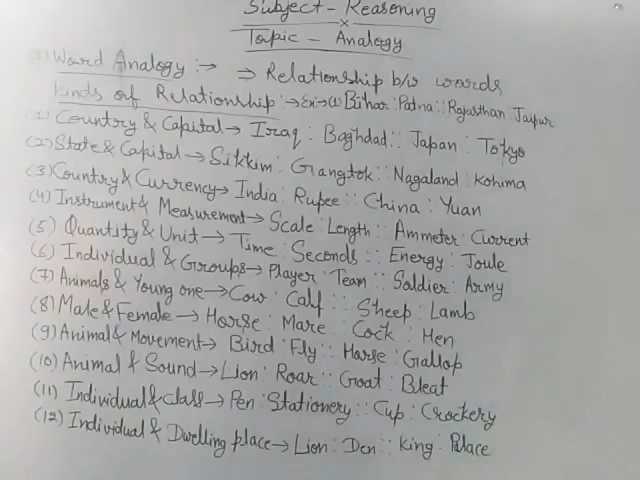 Subject - Reasoning
×
Topic - Analogy
(1) Word Analogy :→ ⇒ Relationship b/w words
Kinds of Relationship :→ Ex → (1) Bihar : Patna :: Rajasthan : Jaipur
(1) Country & Capital → Iraq : Baghdad :: Japan : Tokyo
(2) State & Capital → Sikkim : Gangtok :: Nagaland : Kohima
(3) Country & Currency → India : Rupee :: China : Yuan
(4) Instrument & Measurement → Scale : Length :: Ammeter : Current
(5) Quantity & Unit → Time : Seconds :: Energy : Joule
(6) Individual & Groups → Player : Team :: Soldier : Army
(7) Animals & Young one → Cow : Calf :: Sheep : Lamb
(8) Male & Female → Horse : Mare :: Cock : Hen
(9) Animal & Movement → Bird : Fly :: Horse : Gallop
(10) Animal & Sound → Lion : Roar :: Goat : Bleat
(11) Individual & class → Pen : Stationery :: Cup : Crockery
(12) Individual & Dwelling place → Lion : Den :: King : Palace